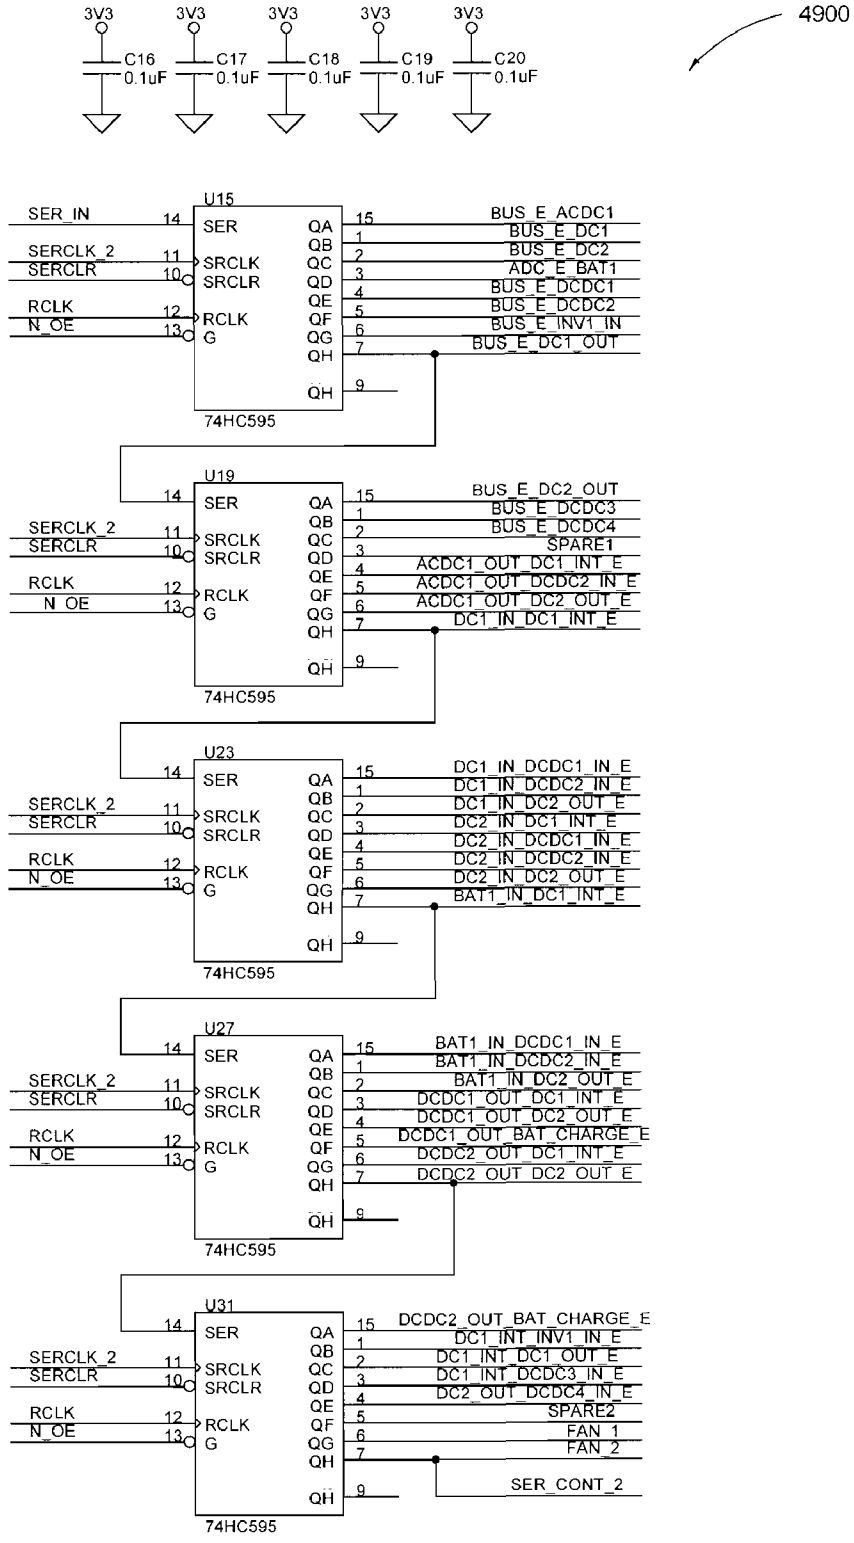 3V3 3V3 3V3 3V3 3V3 4900
C16 C17 C18 C19 C20
0.1uF 0.1uF 0.1uF 0.1uF 0.1uF
U15
SER_IN 14 SER QA 15 BUS_E_ACDC1
QB 1 BUS_E_DC1
SERCLK_2 11 SRCLK QC 2 BUS_E_DC2
SERCLR 10 SRCLR QD 3 ADC_E_BAT1
QE 4 BUS_E_DCDC1
RCLK 12 RCLK QF 5 BUS_E_DCDC2
N_OE 13 G QG 6 BUS_E_INV1_IN
QH 7 BUS_E_DC1_OUT
QH 9
74HC595
U19
14 SER QA 15 BUS_E_DC2_OUT
QB 1 BUS_E_DCDC3
SERCLK_2 11 SRCLK QC 2 BUS_E_DCDC4
SERCLR 10 SRCLR QD 3 SPARE1
QE 4 ACDC1_OUT_DC1_INT_E
RCLK 12 RCLK QF 5 ACDC1_OUT_DCDC2_IN_E
N_OE 13 G QG 6 ACDC1_OUT_DC2_OUT_E
QH 7 DC1_IN_DC1_INT_E
QH 9
74HC595
U23
14 SER QA 15 DC1_IN_DCDC1_IN_E
QB 1 DC1_IN_DCDC2_IN_E
SERCLK_2 11 SRCLK QC 2 DC1_IN_DC2_OUT_E
SERCLR 10 SRCLR QD 3 DC2_IN_DC1_INT_E
QE 4 DC2_IN_DCDC1_IN_E
RCLK 12 RCLK QF 5 DC2_IN_DCDC2_IN_E
N_OE 13 G QG 6 DC2_IN_DC2_OUT_E
QH 7 BAT1_IN_DC1_INT_E
QH 9
74HC595
U27
14 SER QA 15 BAT1_IN_DCDC1_IN_E
QB 1 BAT1_IN_DCDC2_IN_E
SERCLK_2 11 SRCLK QC 2 BAT1_IN_DC2_OUT_E
SERCLR 10 SRCLR QD 3 DCDC1_OUT_DC1_INT_E
QE 4 DCDC1_OUT_DC2_OUT_E
RCLK 12 RCLK QF 5 DCDC1_OUT_BAT_CHARGE_E
N_OE 13 G QG 6 DCDC2_OUT_DC1_INT_E
QH 7 DCDC2_OUT_DC2_OUT_E
QH 9
74HC595
U31
14 SER QA 15 DCDC2_OUT_BAT_CHARGE_E
QB 1 DC1_INT_INV1_IN_E
SERCLK_2 11 SRCLK QC 2 DC1_INT_DC1_OUT_E
SERCLR 10 SRCLR QD 3 DC1_INT_DCDC3_IN_E
QE 4 DC2_OUT_DCDC4_IN_E
RCLK 12 RCLK QF 5 SPARE2
N_OE 13 G QG 6 FAN_1
QH 7 FAN_2
QH 9 SER_CONT_2
74HC595